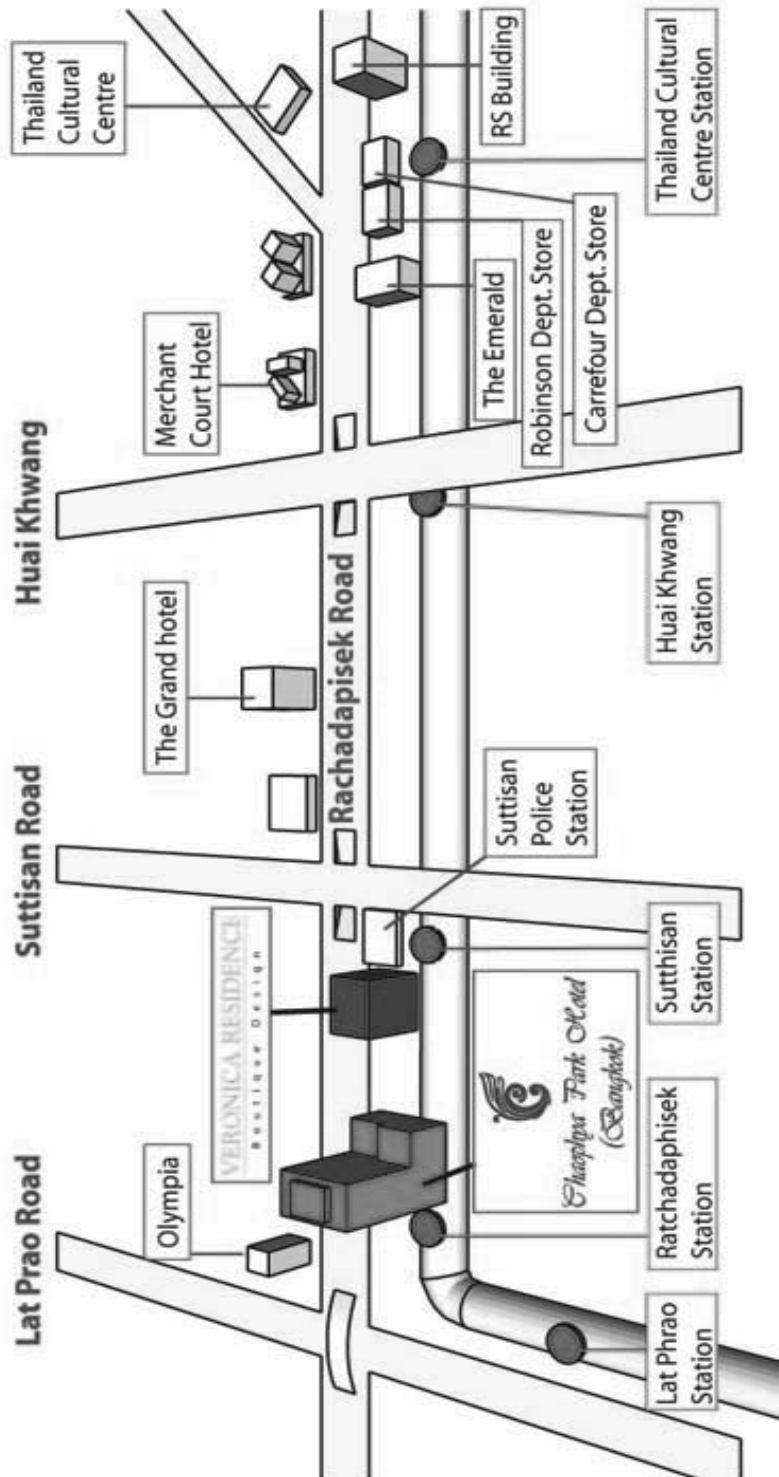 Lat Prao Road
Suttisan Road
Huai Khwang
Olympia
VERONICA RESIDENCE
Boutique Design
The Grand hotel
Merchant
Court Hotel
Thailand
Cultural
Centre
Rachadapisek Road
Chaophya Park Hotel
(Bangkok)
Suttisan
Police
Station
The Emerald
Robinson Dept. Store
Carrefour Dept. Store
RS Building
Lat Phrao
Station
Ratchadaphisek
Station
Sutthisan
Station
Huai Khwang
Station
Thailand Cultural
Centre Station